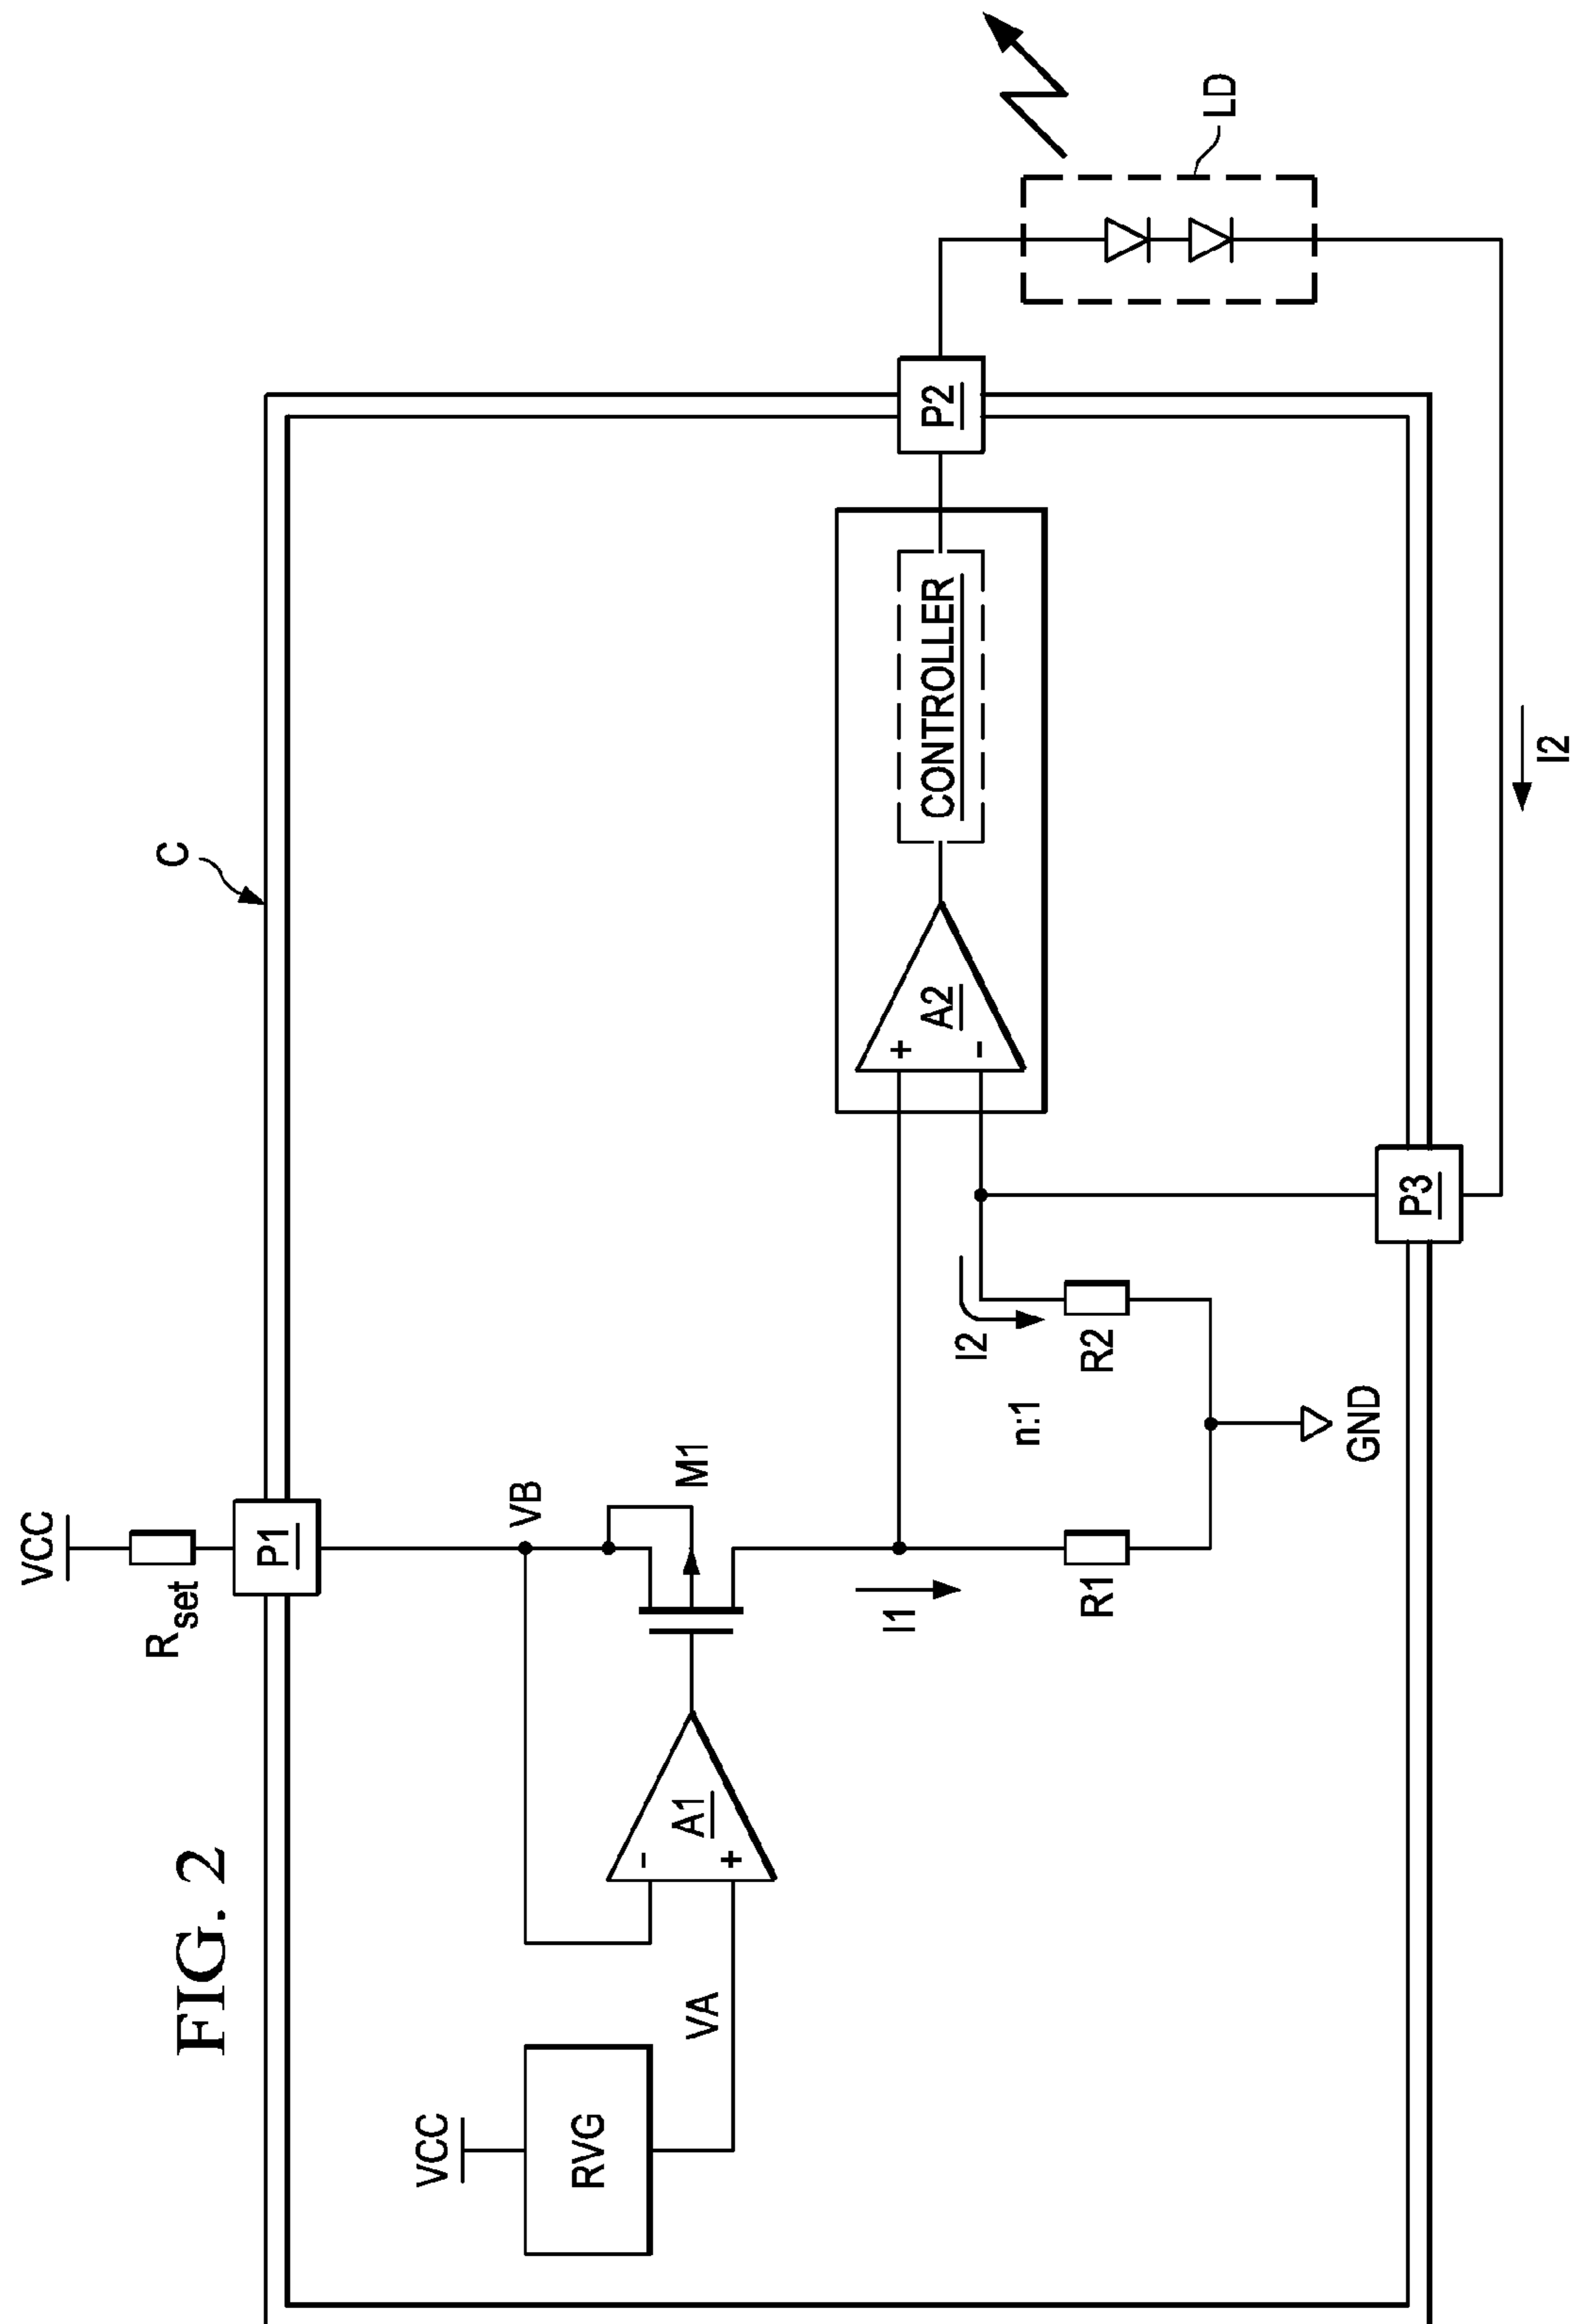 FIG. 2
VCC
R set
P1
C
VCC
RVG
VA
VB
- A1 +
M1
I1
R1
n:1
I2
R2
GND
+ A2 -
CONTROLLER
P2
P3
LD
I2